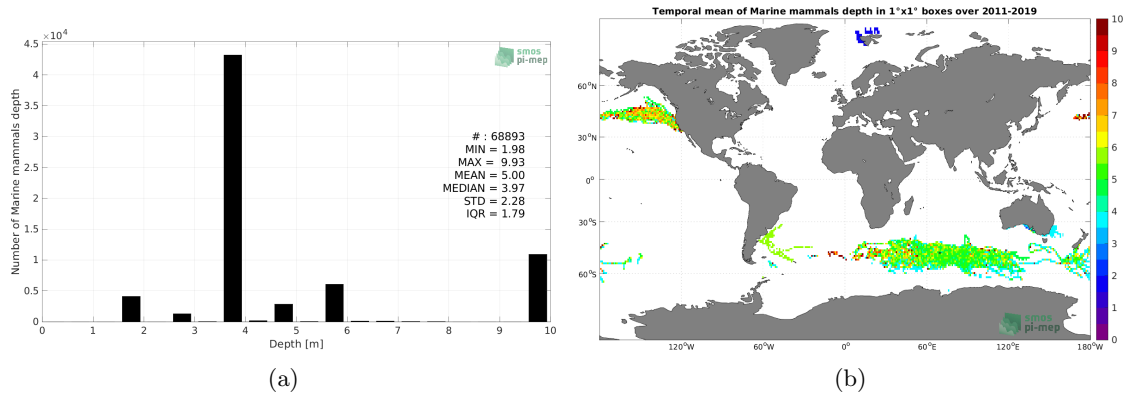 ×10⁴
4.5
4
3.5
3
2.5
2
1.5
1
0.5
0
Number of Marine mammals depth
smos
pi-mep
# : 68893
MIN = 1.98
MAX = 9.93
MEAN = 5.00
MEDIAN = 3.97
STD = 2.28
IQR = 1.79
0 1 2 3 4 5 6 7 8 9 10
Depth [m]
(a)
Temporal mean of Marine mammals depth in 1°x1° boxes over 2011-2019
60°N
30°N
0°
30°S
60°S
120°W 60°W 0° 60°E 120°E 180°W
smos
pi-mep
10
9
8
7
6
5
4
3
2
1
0
(b)